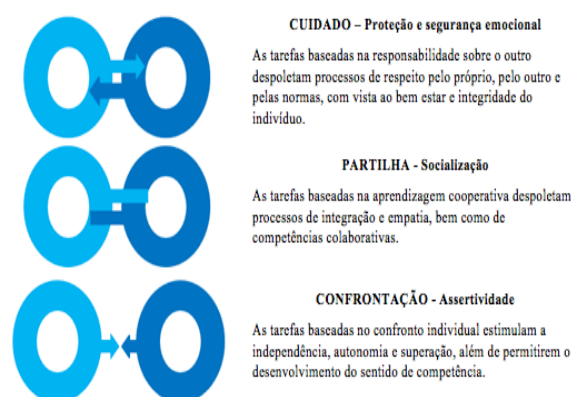 CUIDADO – Proteção e segurança emocional
As tarefas baseadas na responsabilidade sobre o outro
despoletam processos de respeito pelo próprio, pelo outro e
pelas normas, com vista ao bem estar e integridade do
indivíduo.
PARTILHA - Socialização
As tarefas baseadas na aprendizagem cooperativa despoletam
processos de integração e empatia, bem como de
competências colaborativas.
CONFRONTAÇÃO - Assertividade
As tarefas baseadas no confronto individual estimulam a
independência, autonomia e superação, além de permitirem o
desenvolvimento do sentido de competência.